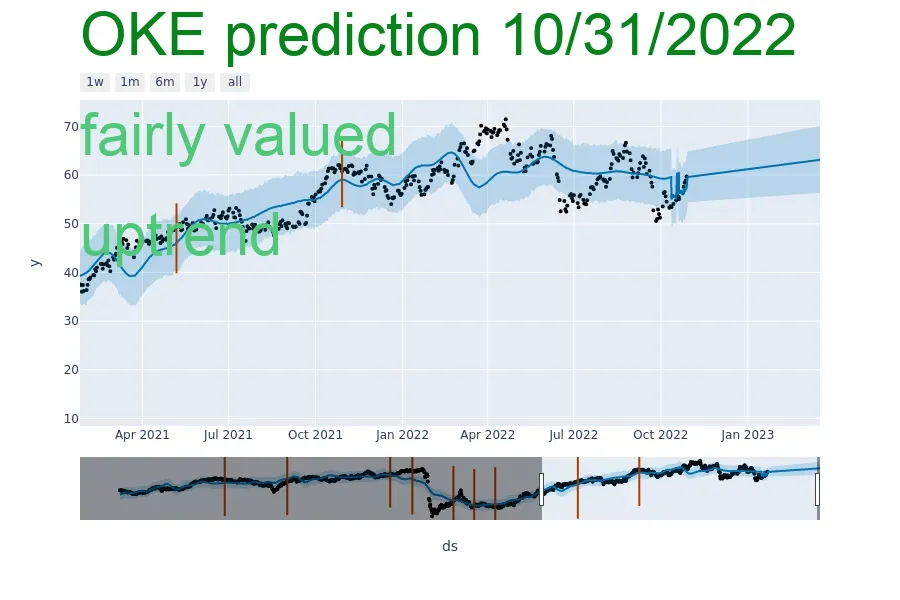 OKE prediction 10/31/2022
1w 1m 6m 1y all
fairly valued
uptrend
70
60
50
40
30
20
10
y
Apr 2021 Jul 2021 Oct 2021 Jan 2022 Apr 2022 Jul 2022 Oct 2022 Jan 2023
ds